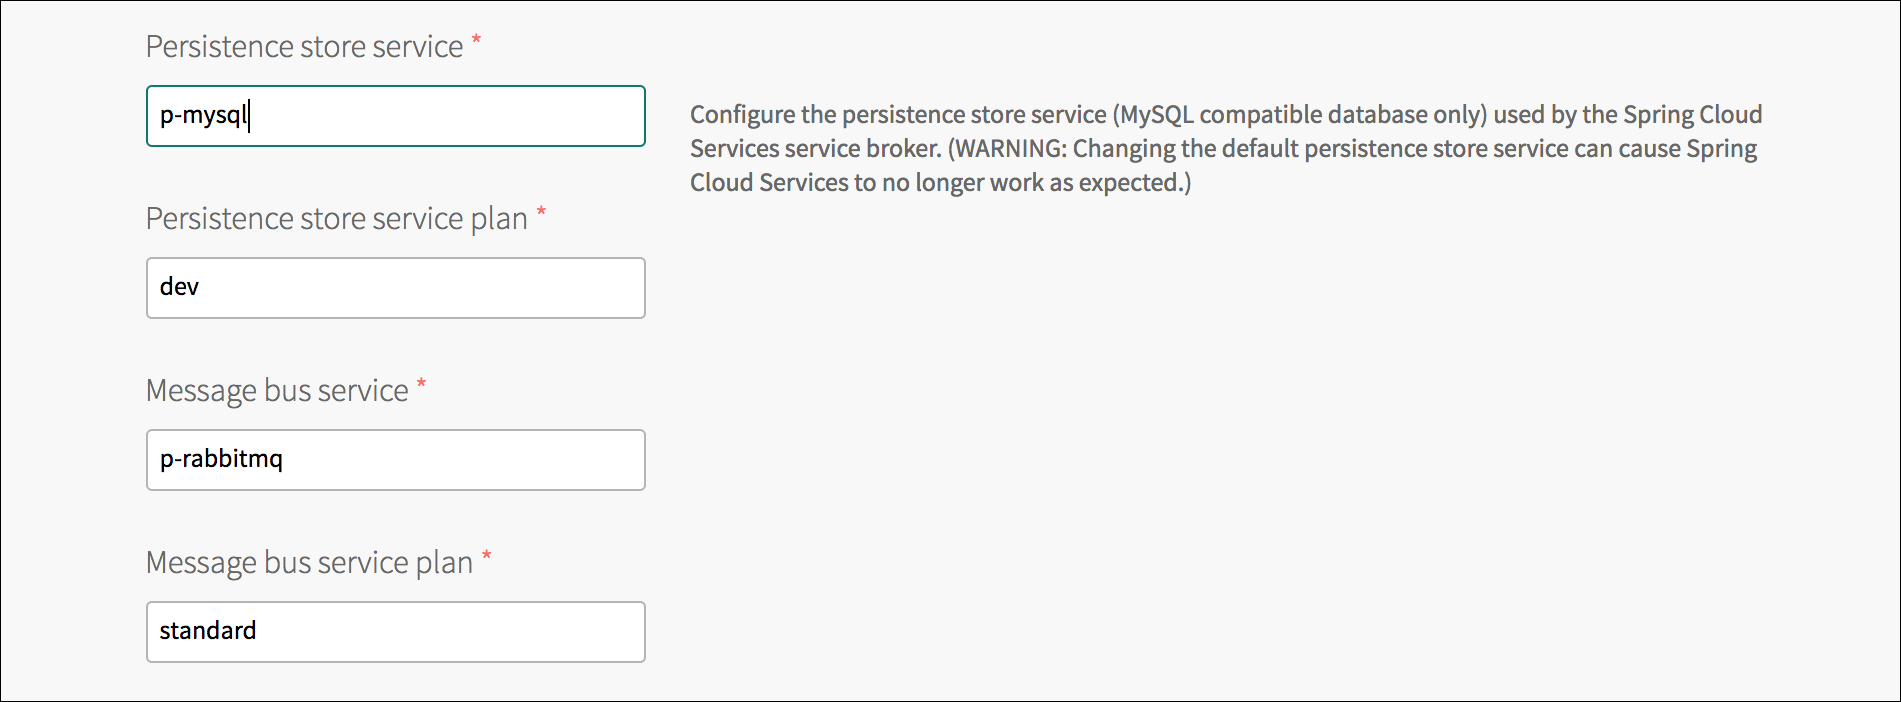 Persistence store service *
p-mysql
Configure the persistence store service (MySQL compatible database only) used by the Spring Cloud
Services service broker. (WARNING: Changing the default persistence store service can cause Spring
Cloud Services to no longer work as expected.)
Persistence store service plan *
dev
Message bus service *
p-rabbitmq
Message bus service plan *
standard